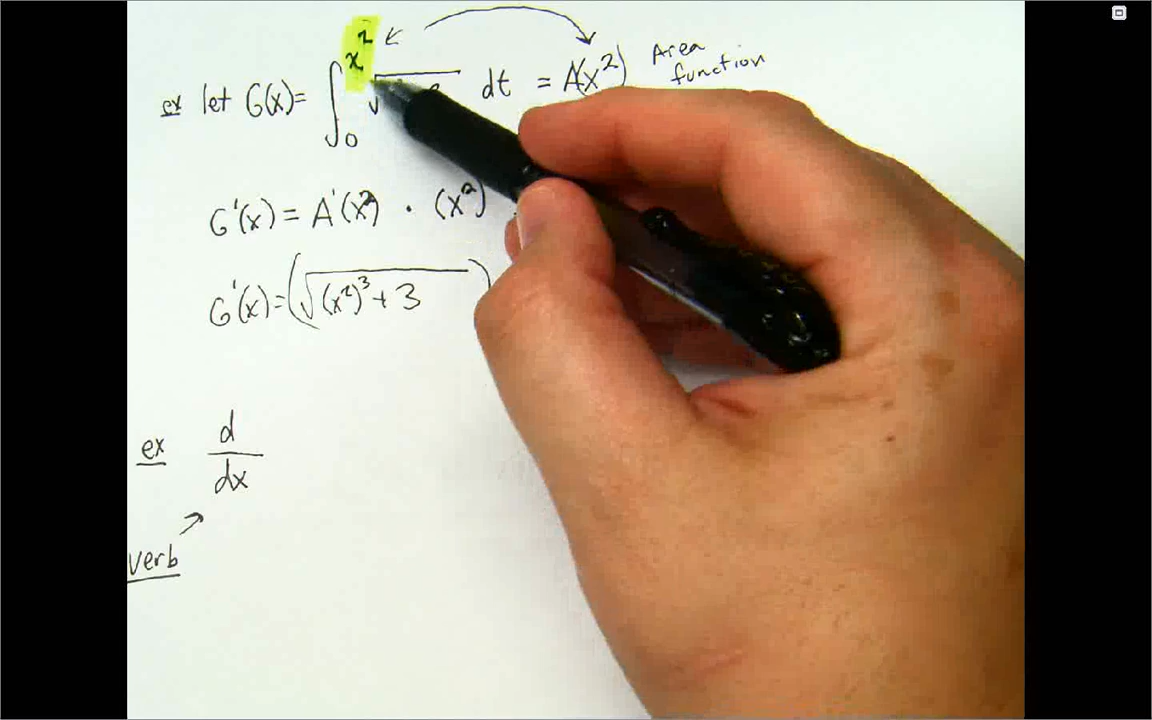 ex let G(x) = ∫₀^x² √ dt = A(x²) Area function
G'(x) = A'(x²) · (x²)
G'(x) = (√(x²)³ + 3)
ex d/dx
verb